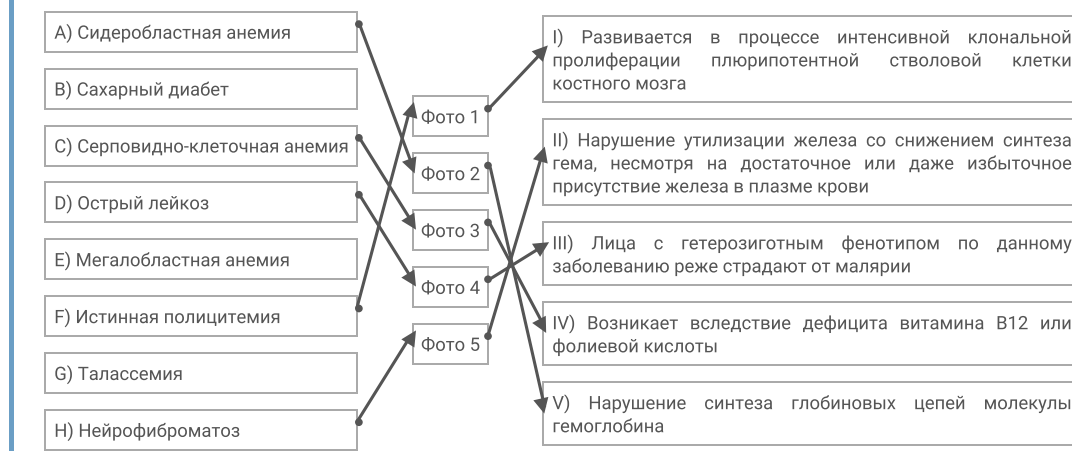 A) Сидеробластная анемия
B) Сахарный диабет
C) Серповидно-клеточная анемия
D) Острый лейкоз
E) Мегалобластная анемия
F) Истинная полицитемия
G) Талассемия
H) Нейрофиброматоз
Фото 1
Фото 2
Фото 3
Фото 4
Фото 5
I) Развивается в процессе интенсивной клональной
пролиферации плюрипотентной стволовой клетки
костного мозга
II) Нарушение утилизации железа со снижением синтеза
гема, несмотря на достаточное или даже избыточное
присутствие железа в плазме крови
III) Лица с гетерозиготным фенотипом по данному
заболеванию реже страдают от малярии
IV) Возникает вследствие дефицита витамина B12 или
фолиевой кислоты
V) Нарушение синтеза глобиновых цепей молекулы
гемоглобина